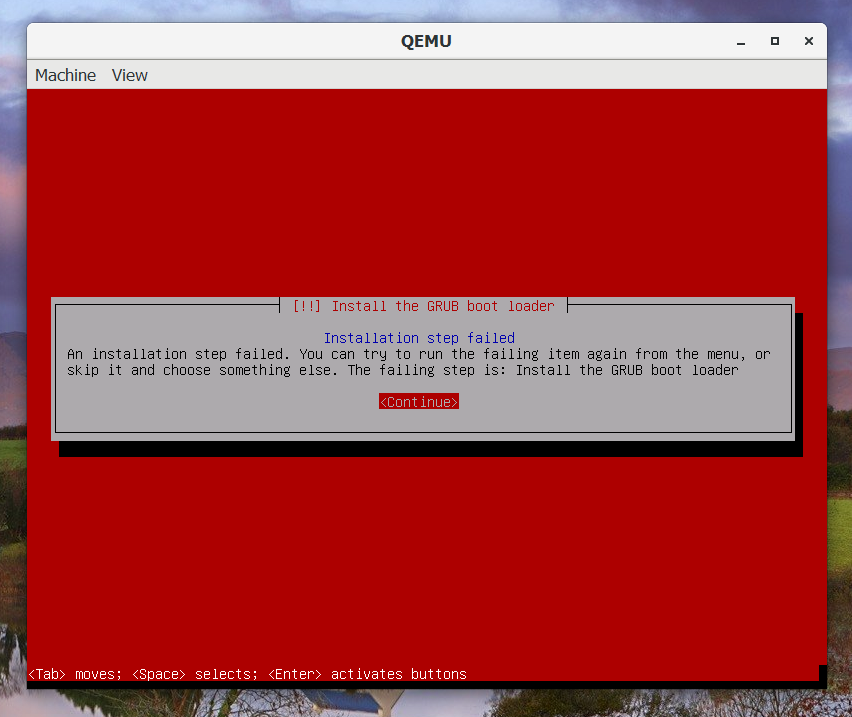 QEMU
Machine View
[!!] Install the GRUB boot loader
Installation step failed
An installation step failed. You can try to run the failing item again from the menu, or
skip it and choose something else. The failing step is: Install the GRUB boot loader
<Continue>
<Tab> moves; <Space> selects; <Enter> activates buttons